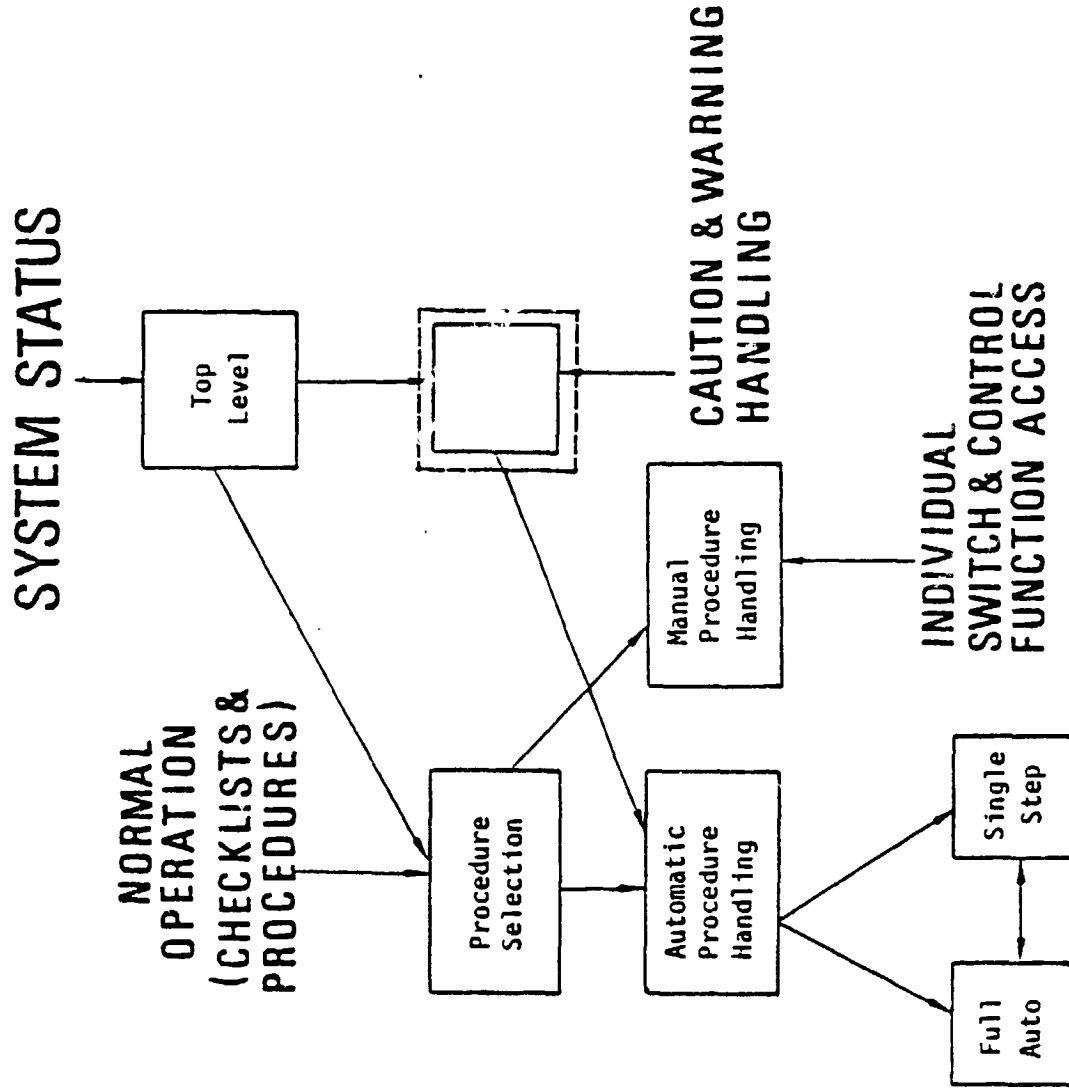 SYSTEM STATUS
NORMAL
OPERATION
(CHECKLISTS &
PROCEDURES)
Top
Level
Procedure
Selection
CAUTION & WARNING
HANDLING
Automatic
Procedure
Handling
Manual
Procedure
Handling
INDIVIDUAL
SWITCH & CONTROL
FUNCTION ACCESS
Full
Auto
Single
Step